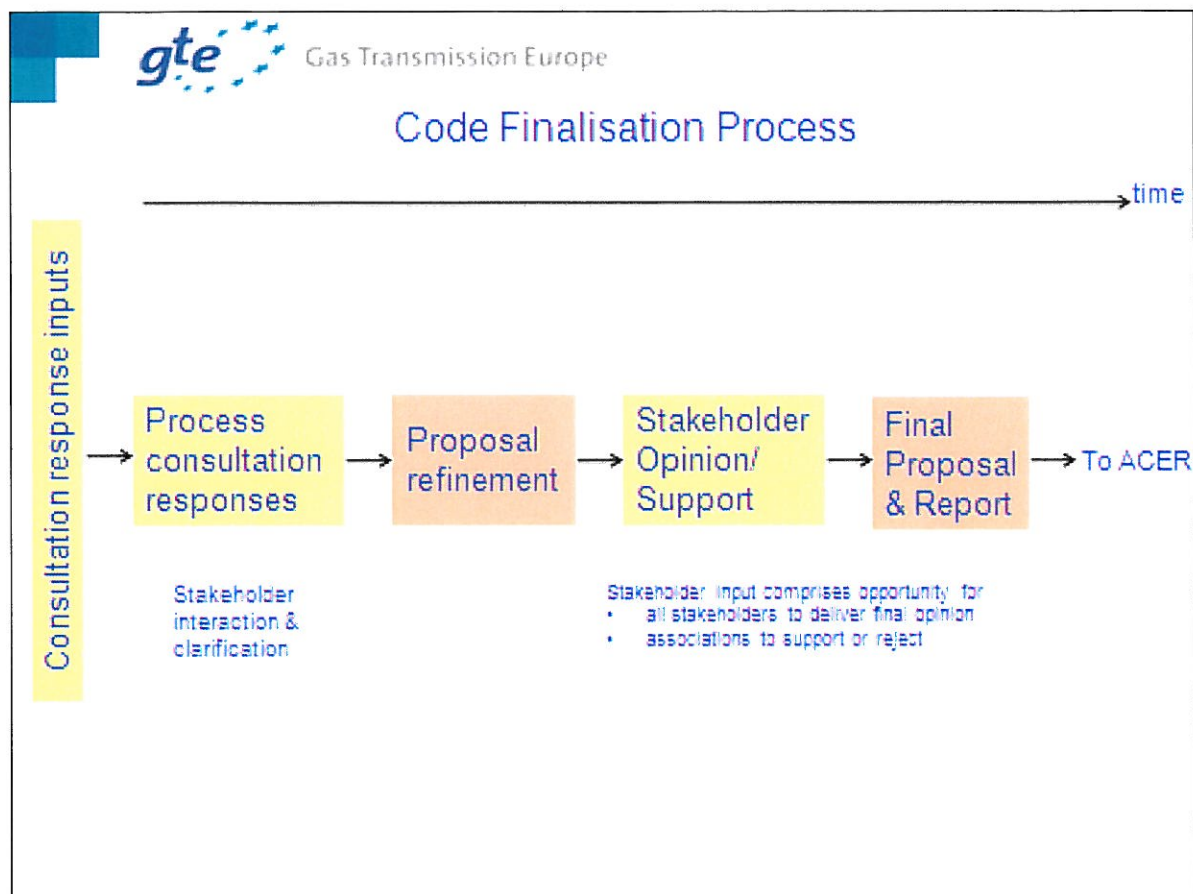 gte Gas Transmission Europe
Code Finalisation Process
time
Consultation response inputs
Process
consultation
responses
Proposal
refinement
Stakeholder
Opinion/
Support
Final
Proposal
& Report
To ACER
Stakeholder
interaction &
clarification
Stakeholder input comprises opportunity for
• all stakeholders to deliver final opinion
• associations to support or reject